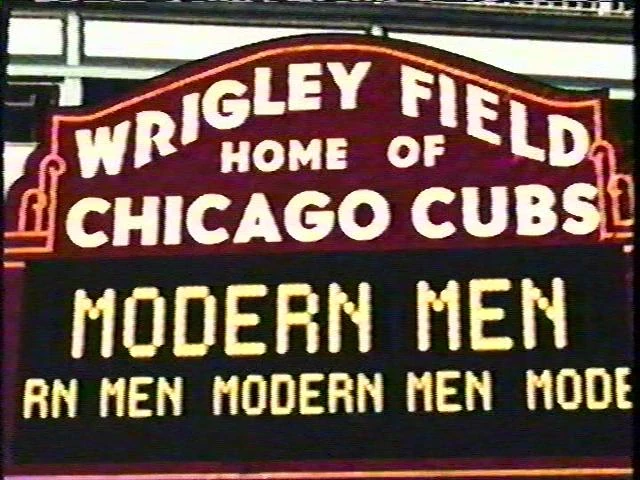 WRIGLEY FIELD
HOME OF
CHICAGO CUBS
MODERN MEN
RN MEN MODERN MEN MODE